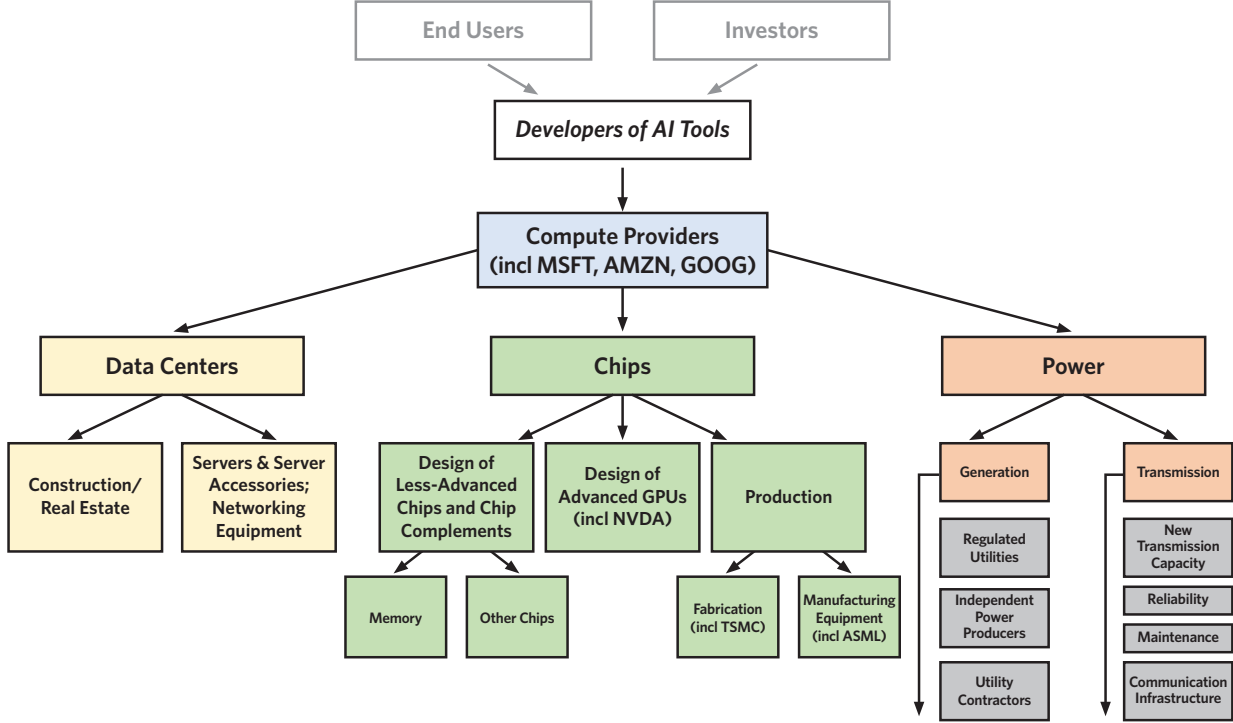 End Users
Investors
Developers of AI Tools
Compute Providers
(incl MSFT, AMZN, GOOG)
Data Centers
Chips
Power
Construction/
Real Estate
Servers & Server
Accessories;
Networking
Equipment
Design of
Less-Advanced
Chips and Chip
Complements
Design of
Advanced GPUs
(incl NVDA)
Production
Generation
Transmission
Memory
Other Chips
Fabrication
(incl TSMC)
Manufacturing
Equipment
(incl ASML)
Regulated
Utilities
Independent
Power
Producers
Utility
Contractors
New
Transmission
Capacity
Reliability
Maintenance
Communication
Infrastructure